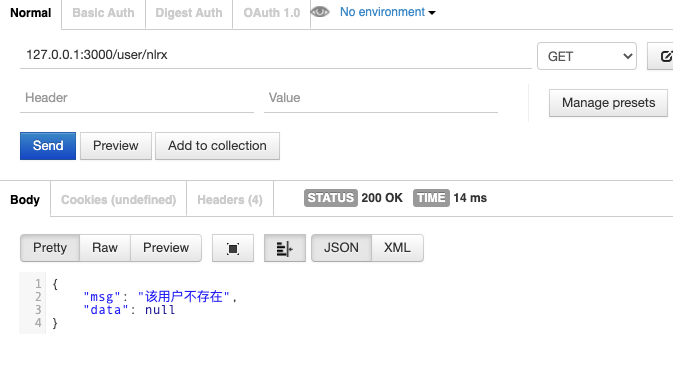 Normal Basic Auth Digest Auth OAuth 1.0 No environment
127.0.0.1:3000/user/nlrx GET
Header Value Manage presets
Send Preview Add to collection
Body Cookies (undefined) Headers (4) STATUS 200 OK TIME 14 ms
Pretty Raw Preview JSON XML
1 {
2 "msg": "该用户不存在",
3 "data": null
4 }